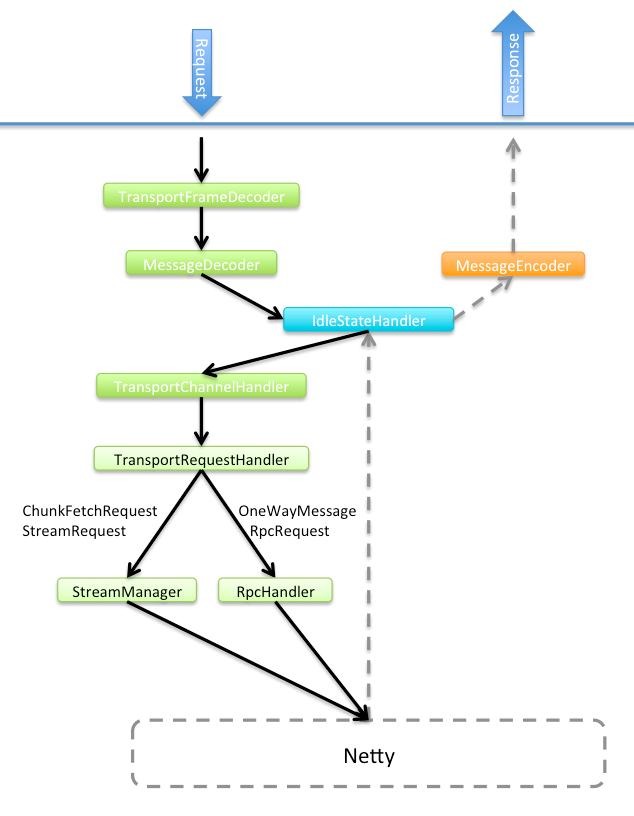 Request
Response
TransportFrameDecoder
MessageDecoder
MessageEncoder
IdleStateHandler
TransportChannelHandler
TransportRequestHandler
ChunkFetchRequest
StreamRequest
OneWayMessage
RpcRequest
StreamManager
RpcHandler
Netty